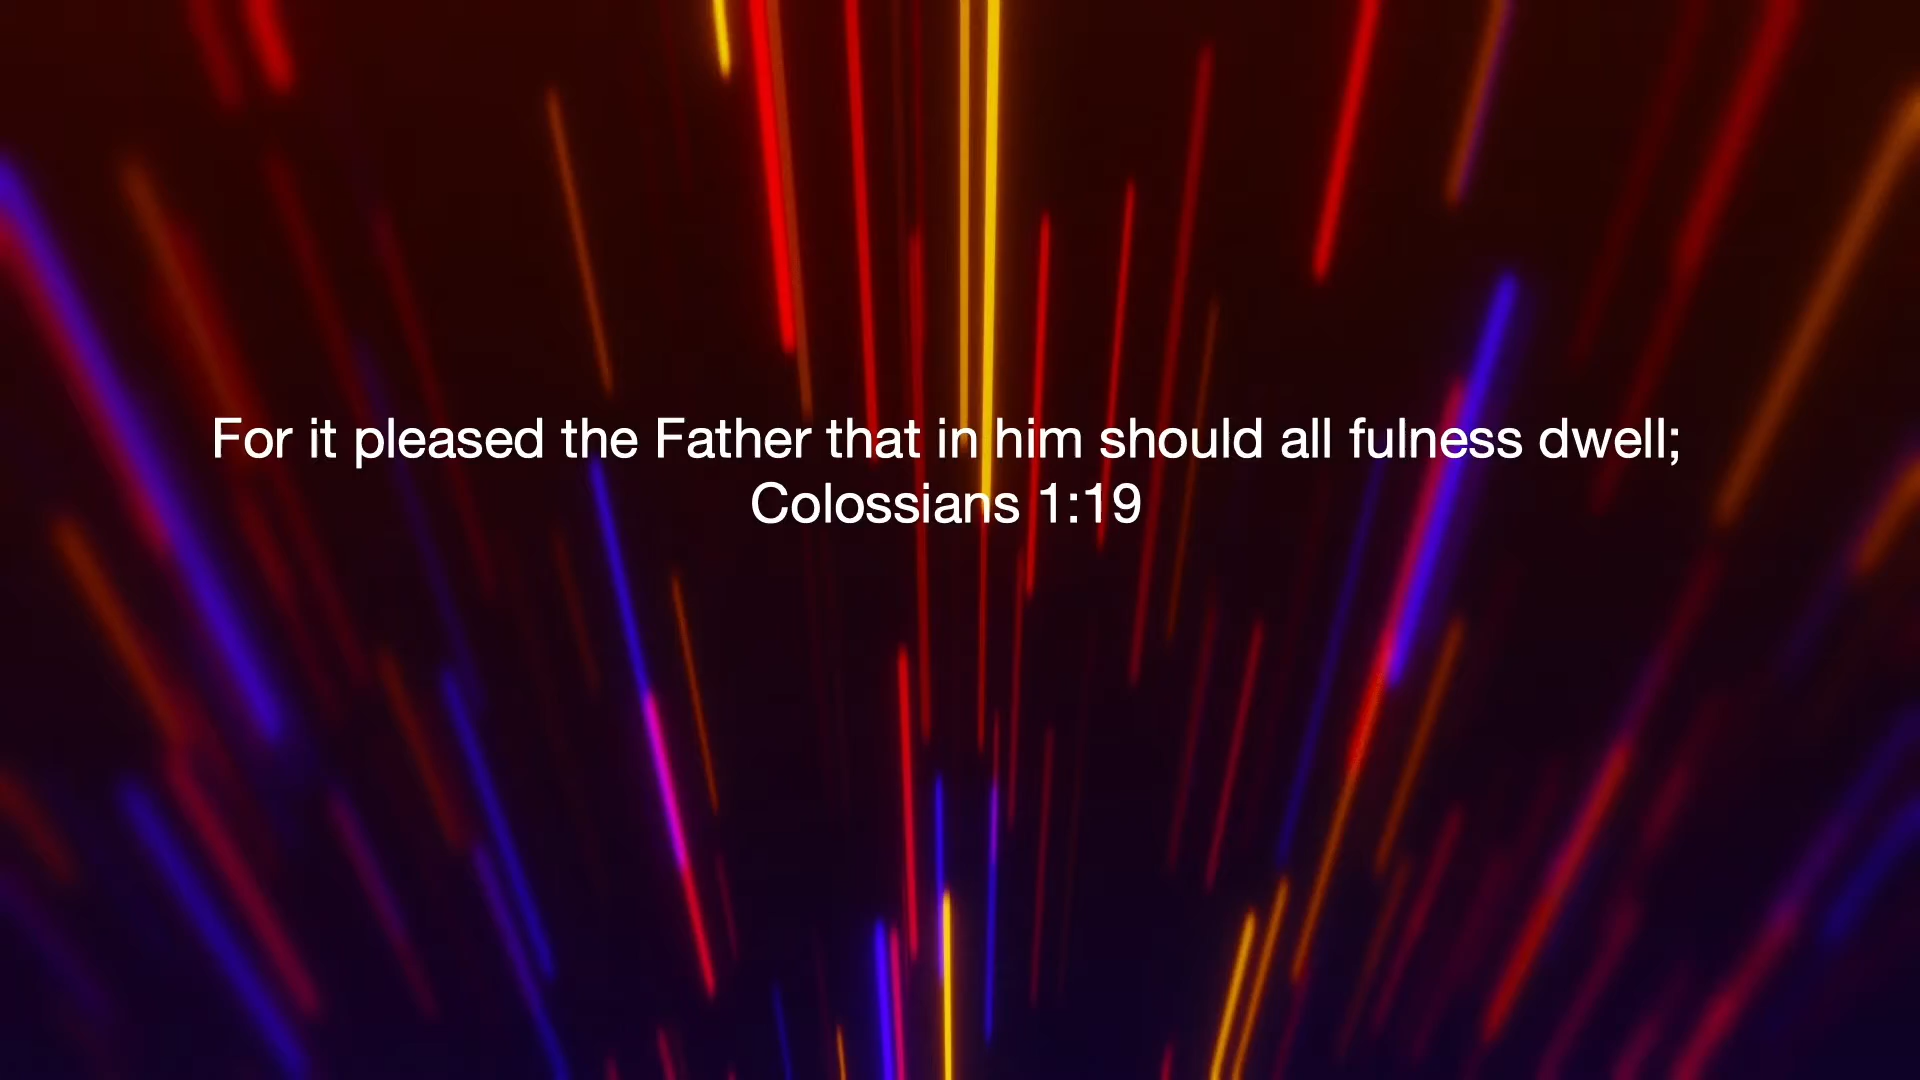 For it pleased the Father that in him should all fulness dwell;
Colossians 1:19